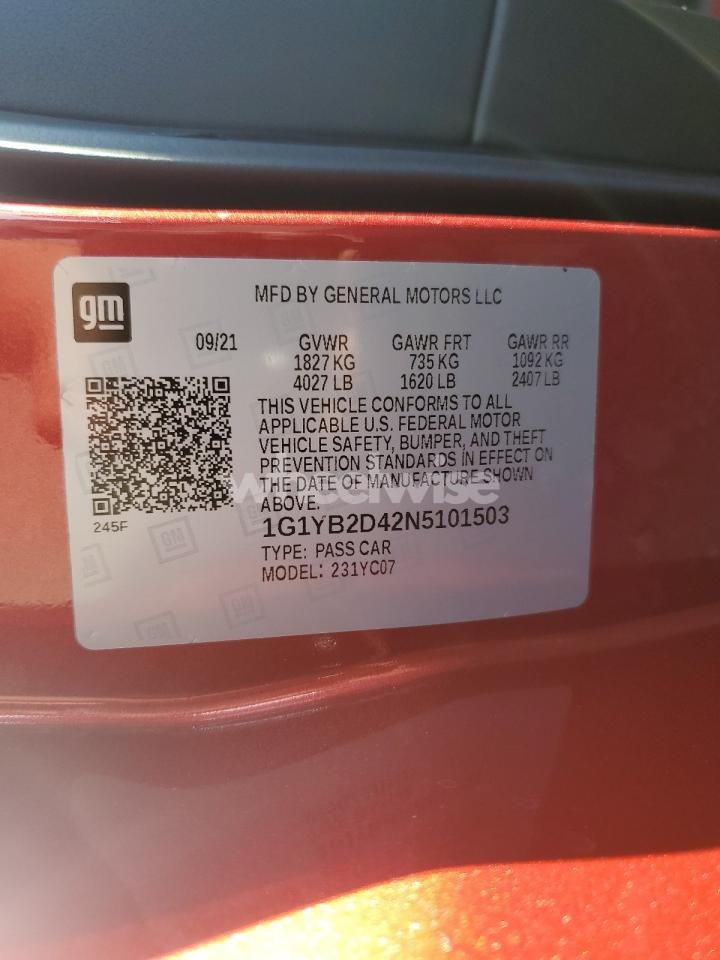 gm
MFD BY GENERAL MOTORS LLC
09/21 GVWR GAWR FRT GAWR RR
1827 KG 735 KG 1092 KG
4027 LB 1620 LB 2407 LB
THIS VEHICLE CONFORMS TO ALL
APPLICABLE U.S. FEDERAL MOTOR
VEHICLE SAFETY, BUMPER, AND THEFT
PREVENTION STANDARDS IN EFFECT ON
THE DATE OF MANUFACTURE SHOWN
ABOVE.
wheelwise
245F
1G1YB2D42N5101503
TYPE: PASS CAR
MODEL: 231YC07